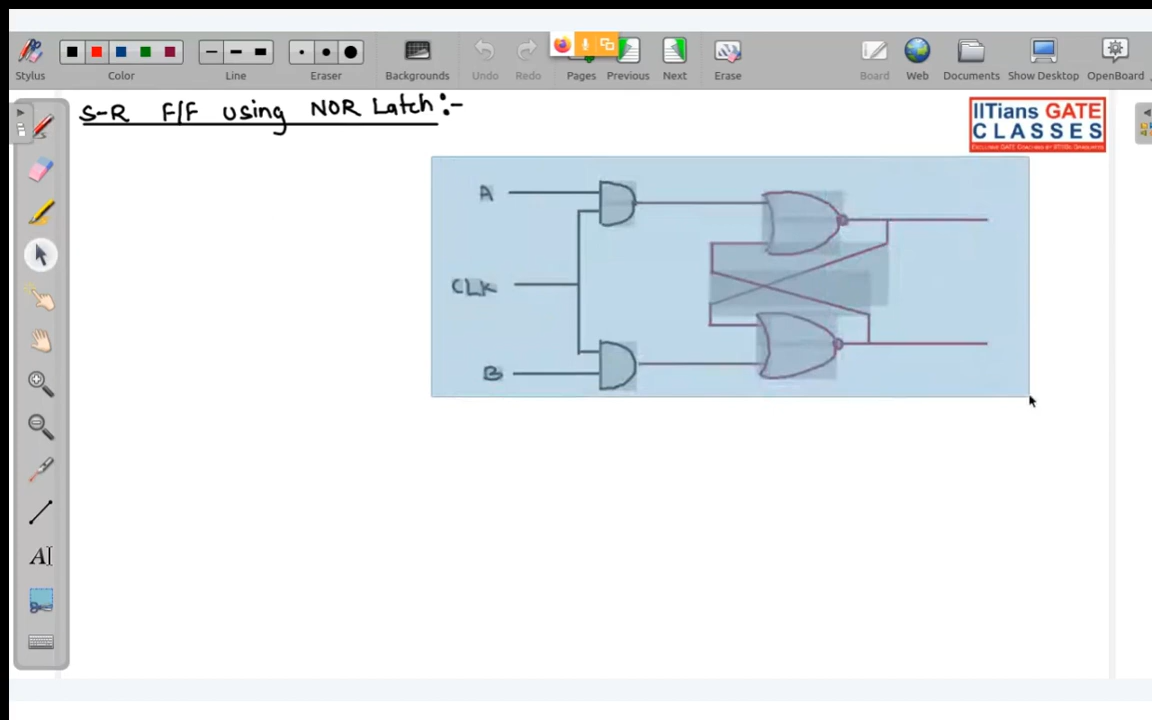 Stylus
Color
Line
Eraser
Backgrounds
Undo
Redo
Pages
Previous
Next
Erase
Board
Web
Documents
Show Desktop
OpenBoard
S-R F/F using NOR Latch:-
IITians GATE
CLASSES
A
CLK
B
AI